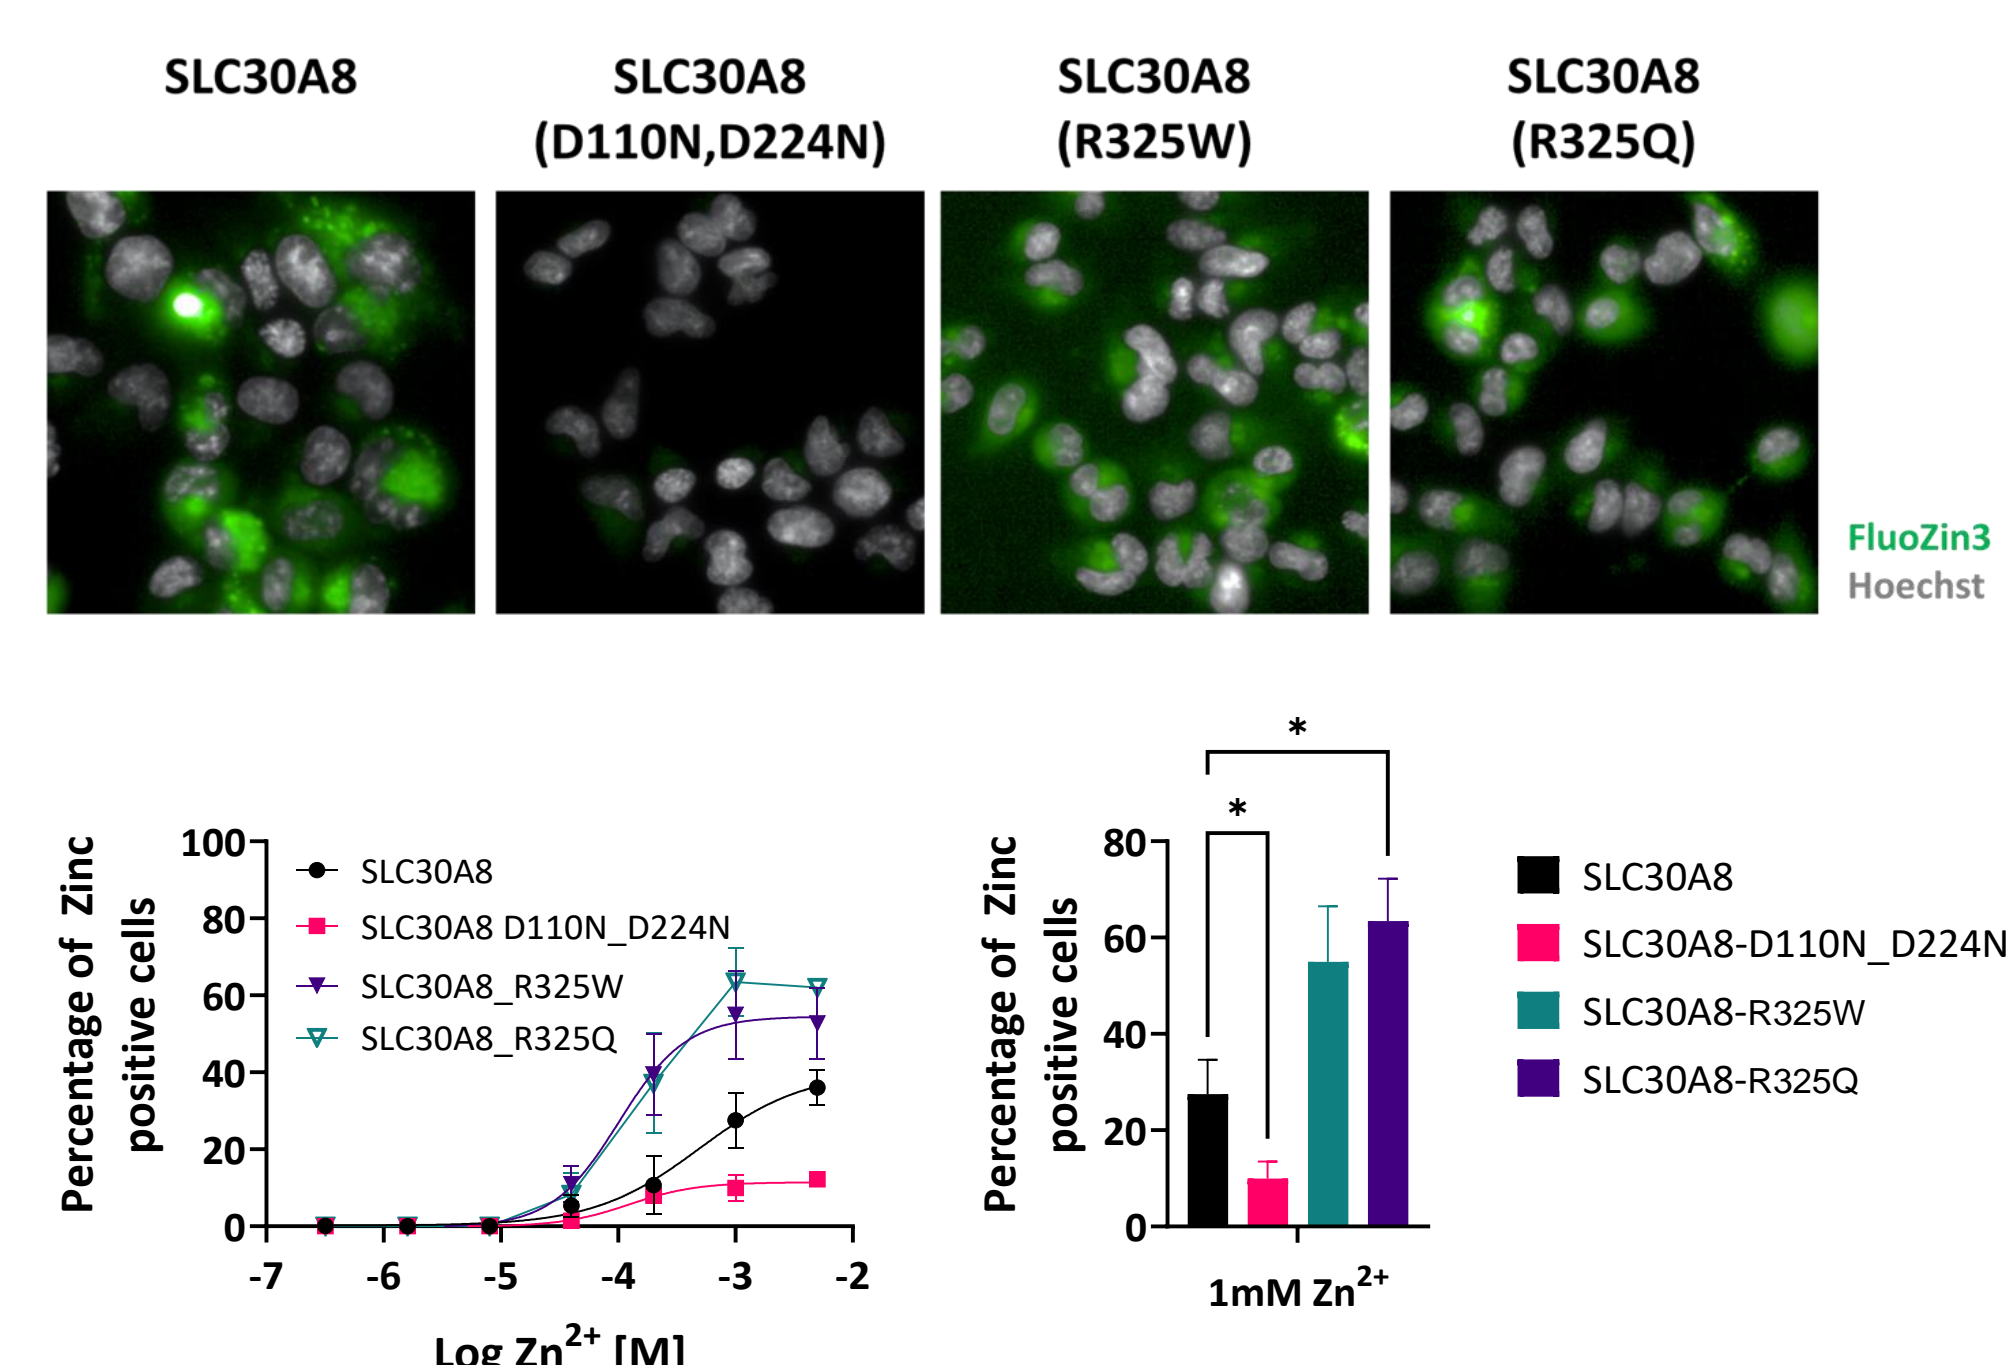 SLC30A8
SLC30A8
(D110N,D224N)
SLC30A8
(R325W)
SLC30A8
(R325Q)
FluoZin3
Hoechst
Percentage of Zinc
positive cells
100
80
60
40
20
0
-7
-6
-5
-4
-3
-2
Log Zn²⁺ [M]
SLC30A8
SLC30A8 D110N_D224N
SLC30A8_R325W
SLC30A8_R325Q
Percentage of Zinc
positive cells
80
60
40
20
0
*
*
1mM Zn²⁺
SLC30A8
SLC30A8-D110N_D224N
SLC30A8-R325W
SLC30A8-R325Q